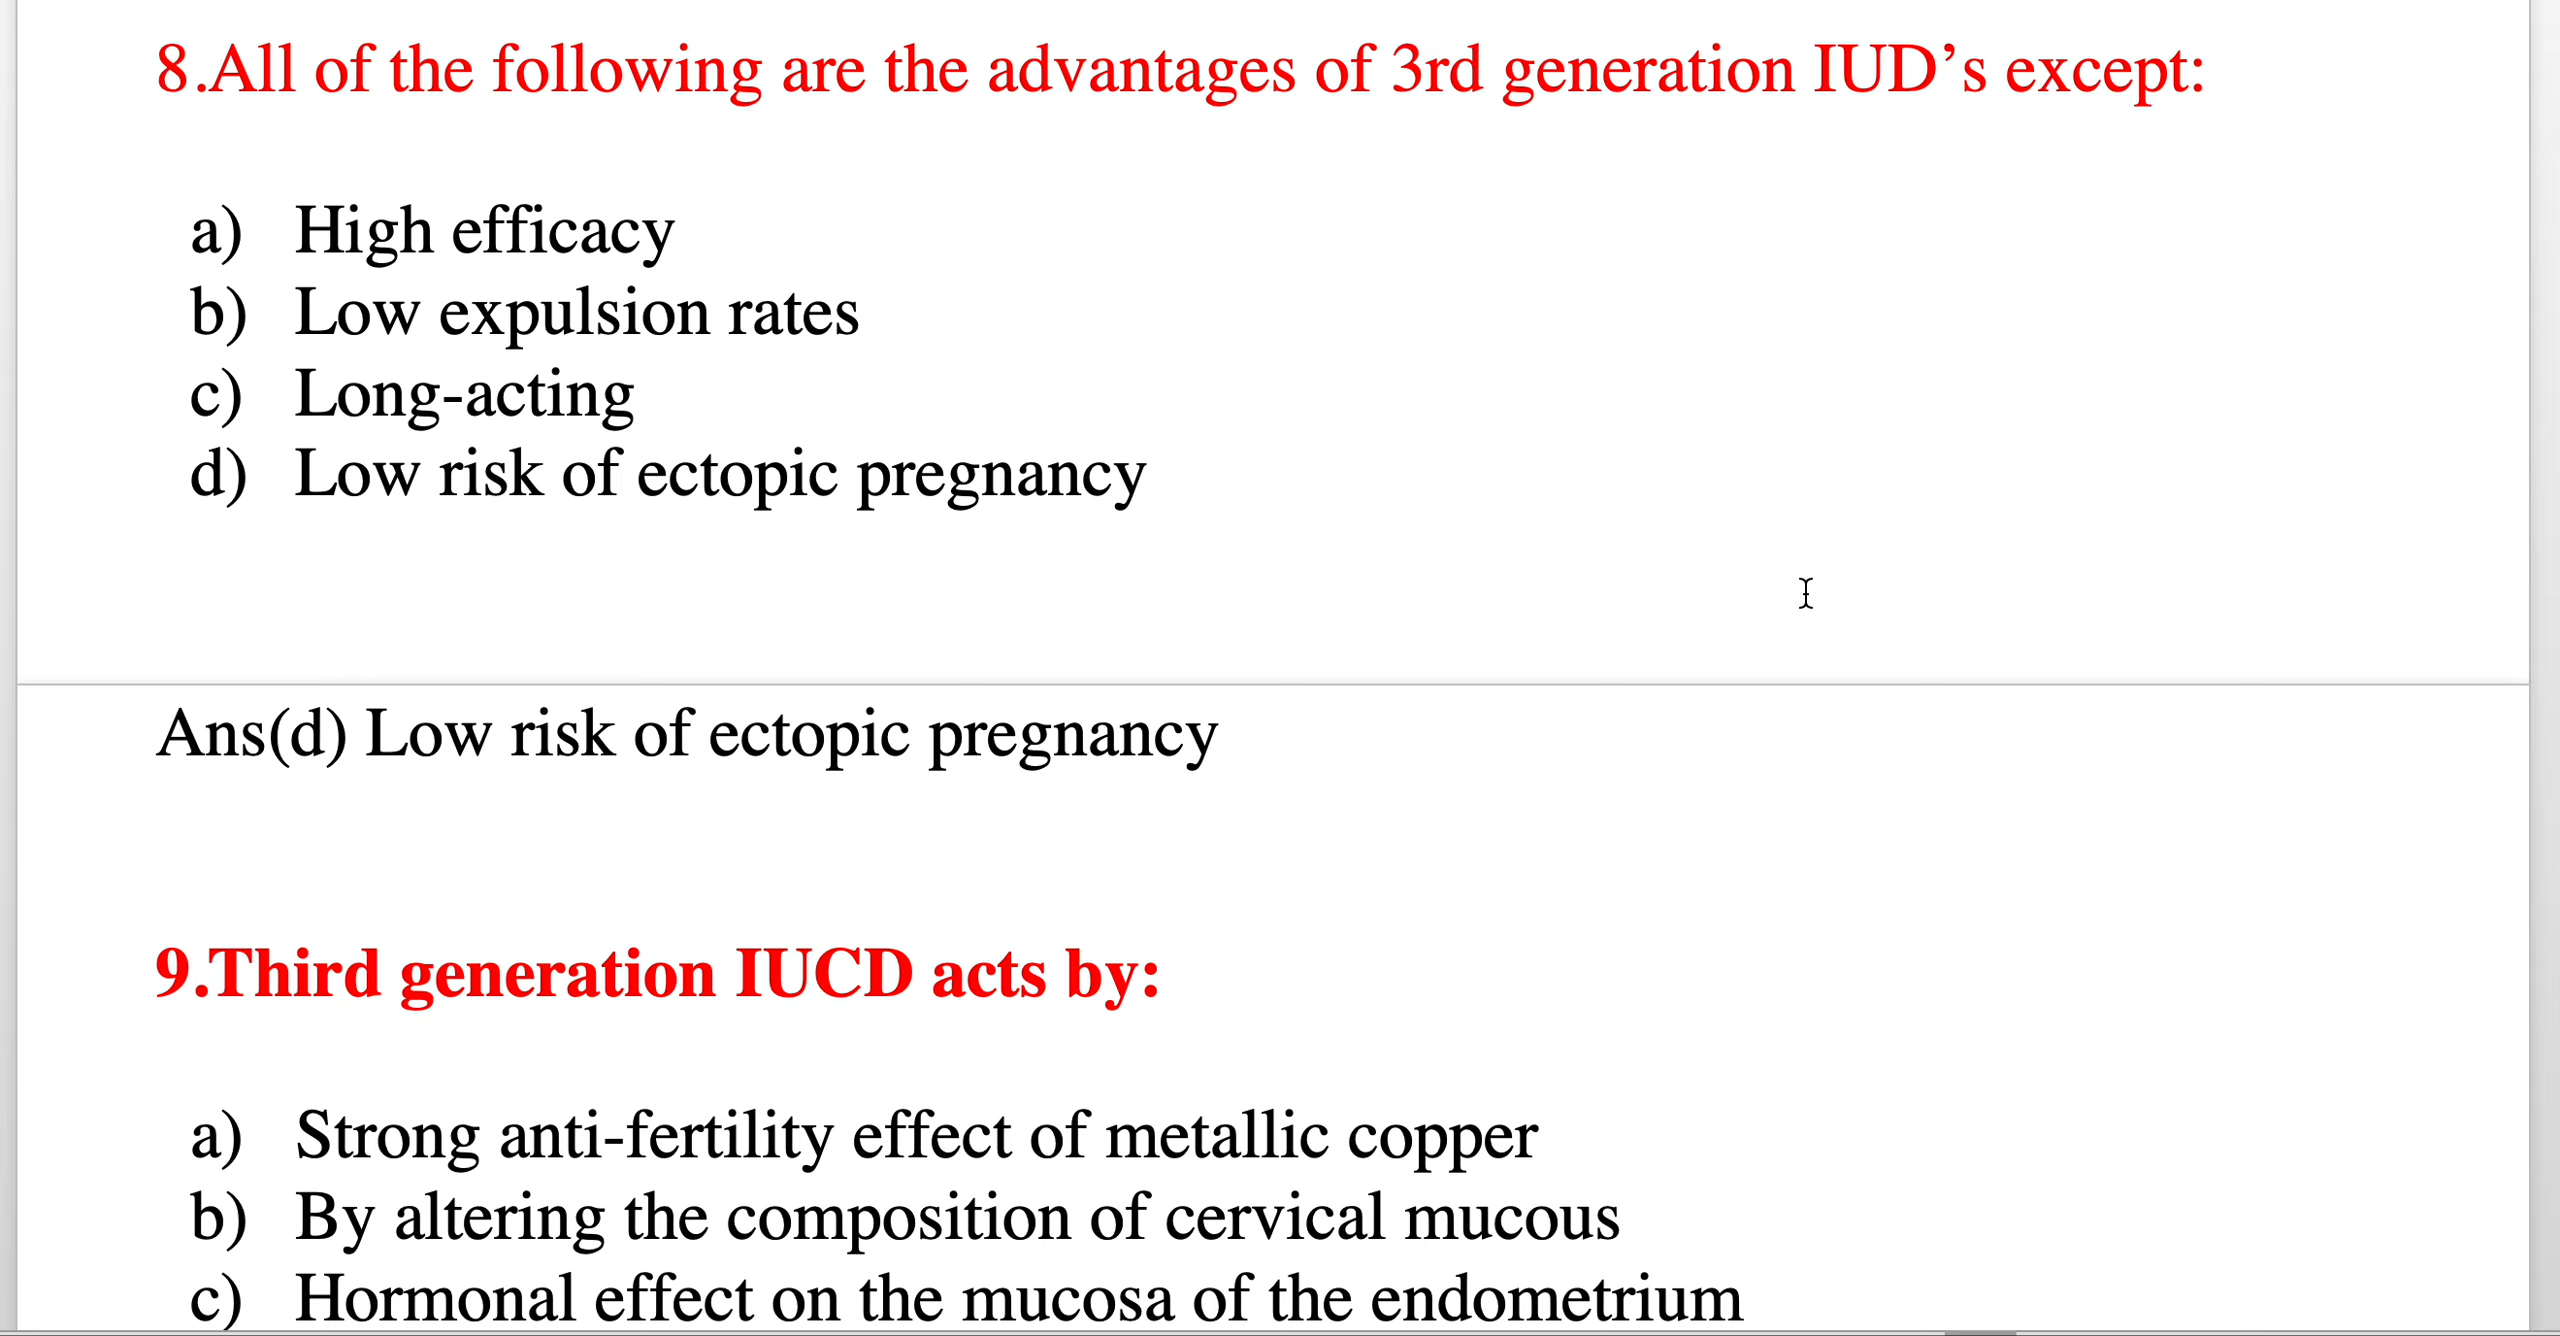 8.All of the following are the advantages of 3rd generation IUD’s except:
a) High efficacy
b) Low expulsion rates
c) Long-acting
d) Low risk of ectopic pregnancy
Ans(d) Low risk of ectopic pregnancy
9.Third generation IUCD acts by:
a) Strong anti-fertility effect of metallic copper
b) By altering the composition of cervical mucous
c) Hormonal effect on the mucosa of the endometrium